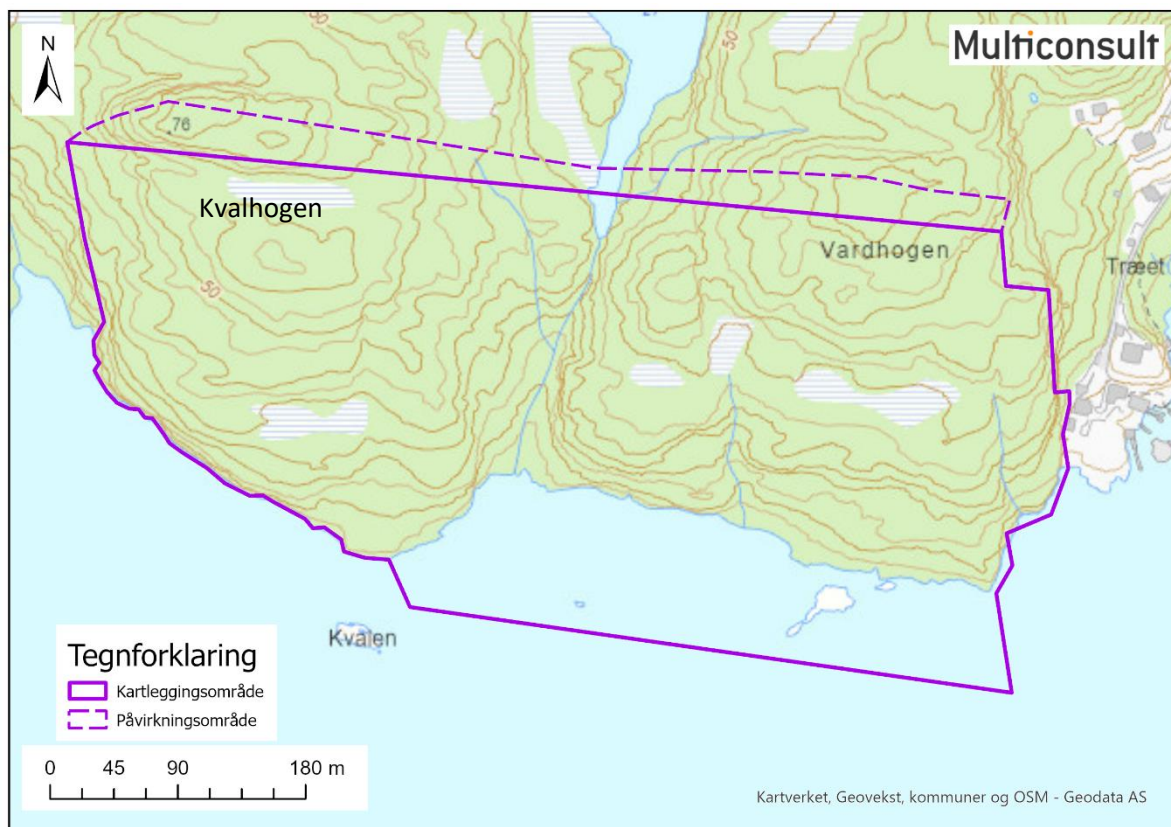 50
50
Multiconsult
N
76
Kvalhogen
Vardhogen
Træet
50
Kvalen
Tegnforklaring
Kartleggingsområde
Påvirkningsområde
0 45 90 180 m
Kartverket, Geovekst, kommuner og OSM - Geodata AS